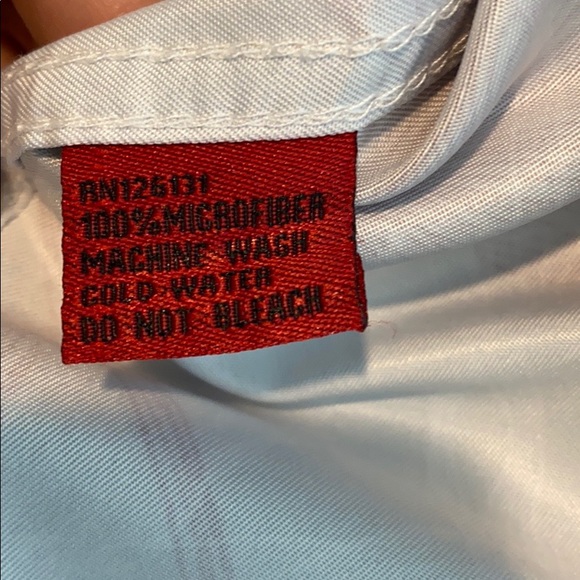 RN126131
100%MICROFIBER
MACHINE WASH
COLD WATER
DO NOT BLEACH